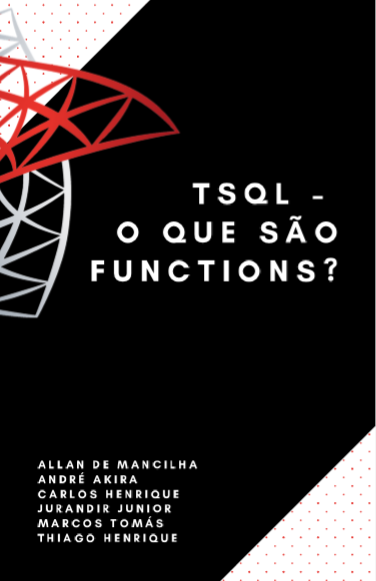 TSQL -
O QUE SÃO
FUNCTIONS?
ALLAN DE MANCILHA
ANDRÉ AKIRA
CARLOS HENRIQUE
JURANDIR JUNIOR
MARCOS TOMÁS
THIAGO HENRIQUE